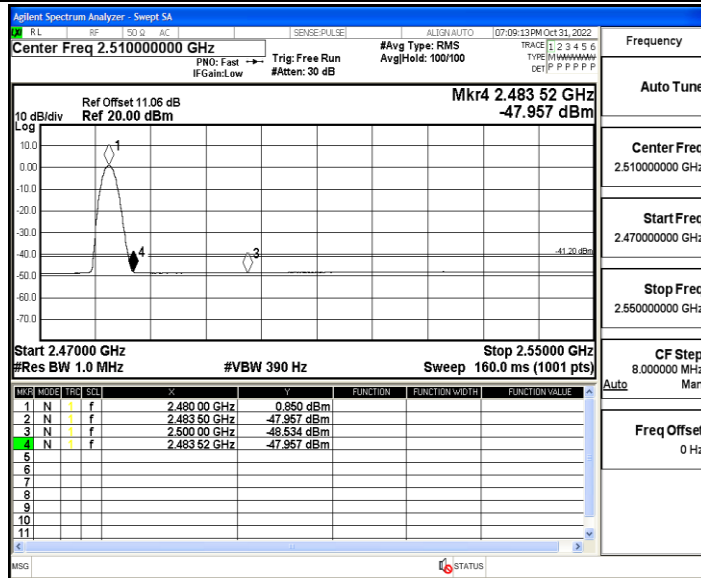 Agilent Spectrum Analyzer - Swept SA
RL RF 50 Ω AC SENSE:PULSE ALIGN AUTO 07:09:13 PM Oct 31, 2022
Center Freq 2.510000000 GHz
PNO: Fast
IFGain:Low
Trig: Free Run
#Atten: 30 dB
#Avg Type: RMS
Avg|Hold: 100/100
TRACE 1 2 3 4 5 6
TYPE MWWWWW
DET P P P P P P
Mkr4 2.483 52 GHz
-47.957 dBm
Ref Offset 11.06 dB
10 dB/div Ref 20.00 dBm
Log
10.0
0.00
-10.0
-20.0
-30.0
-40.0
-50.0
-60.0
-70.0
1
4
3
-41.20 dBm
Start 2.47000 GHz Stop 2.55000 GHz
#Res BW 1.0 MHz #VBW 390 Hz Sweep 160.0 ms (1001 pts)
MKR MODE TRC SCL X Y FUNCTION FUNCTION WIDTH FUNCTION VALUE
1 N 1 f 2.480 00 GHz 0.850 dBm
2 N 1 f 2.483 50 GHz -47.957 dBm
3 N 1 f 2.500 00 GHz -48.534 dBm
4 N 1 f 2.483 52 GHz -47.957 dBm
5
6
7
8
9
10
11
MSG STATUS
Frequency
Auto Tune
Center Freq
2.510000000 GHz
Start Freq
2.470000000 GHz
Stop Freq
2.550000000 GHz
CF Step
8.000000 MHz
Auto Man
Freq Offset
0 Hz